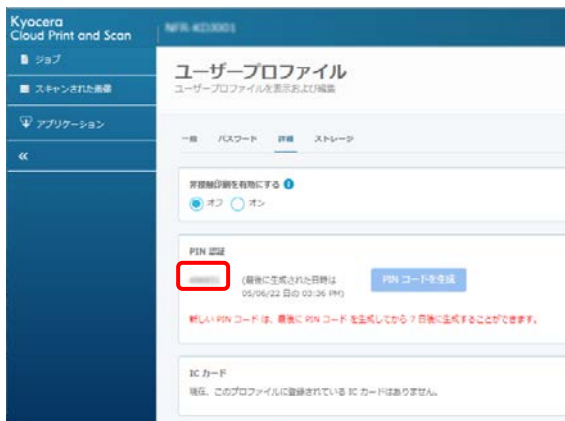 Kyocera
Cloud Print and Scan
ジョブ
スキャンされた画像
アプリケーション
«
ユーザープロファイル
ユーザープロファイルを表示および編集
一般 パスワード 詳細 ストレージ
非接触印刷を有効にする
オフ オン
PIN 認証
(最後に生成された日時は
05/06/22 日の 03:36 PM)
PIN コードを生成
新しい PIN コード は、最後に PIN コード を生成してから 7 日後に生成することができます。
IC カード
現在、このプロファイルに登録されている IC カードはありません。